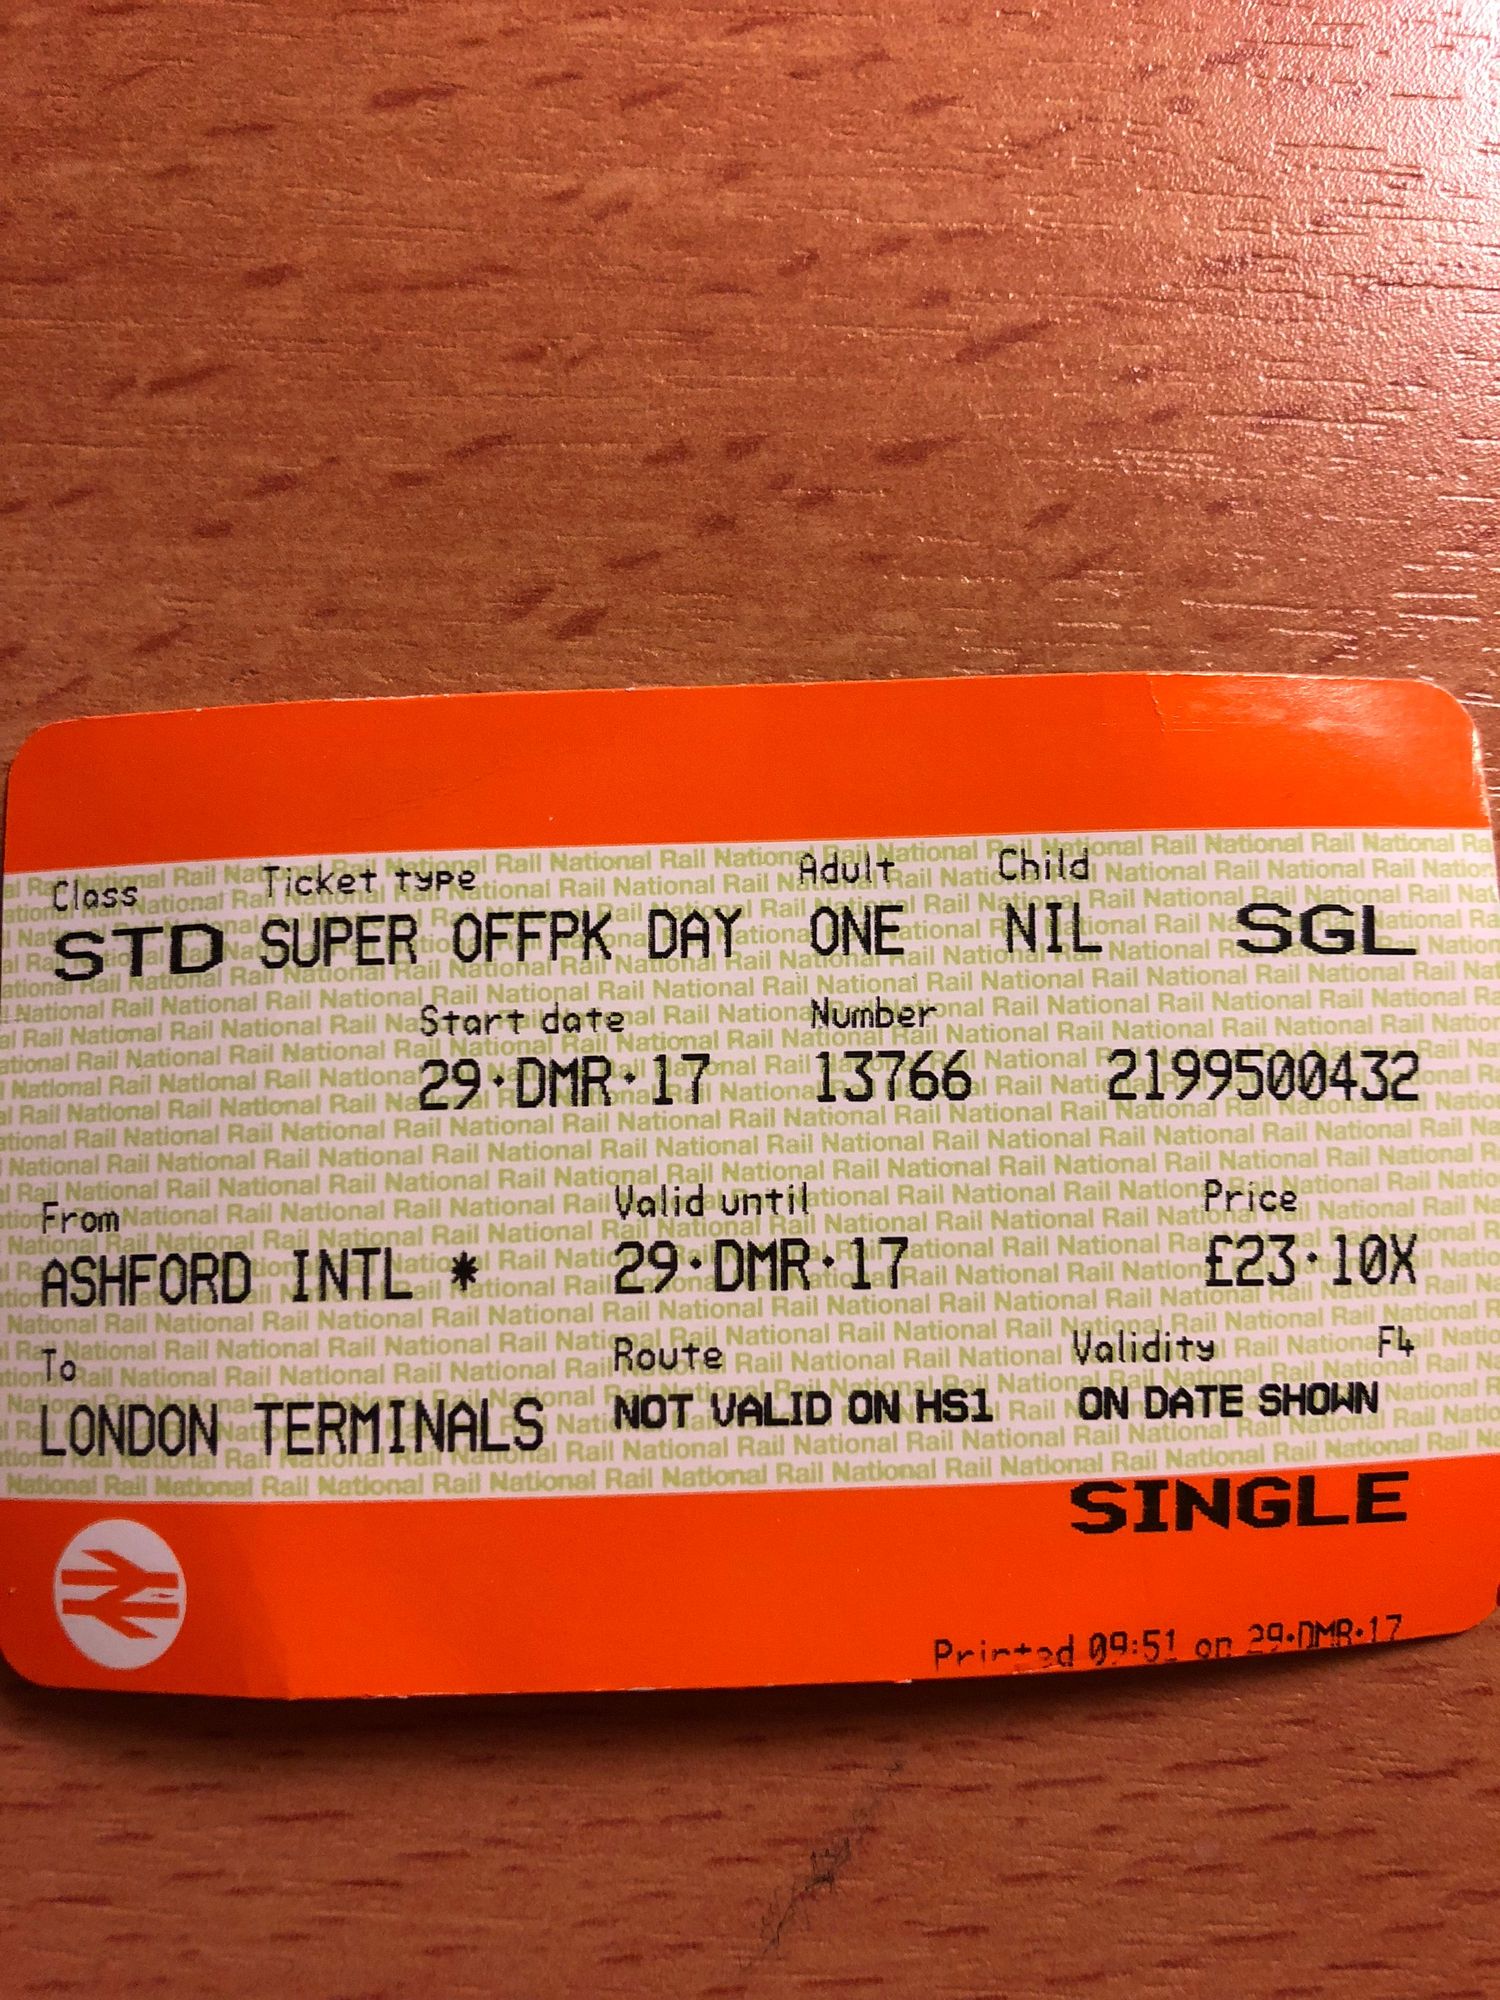 Class Ticket type Adult Child
STD SUPER OFFPK DAY ONE NIL SGL
Start date Number
29·DMR·17 13766 2199500432
From Valid until Price
ASHFORD INTL * 29·DMR·17 £23·10X
To Route Validity F4
LONDON TERMINALS NOT VALID ON HS1 ON DATE SHOWN
SINGLE
Printed 09:51 on 29·DMR·17
National Rail